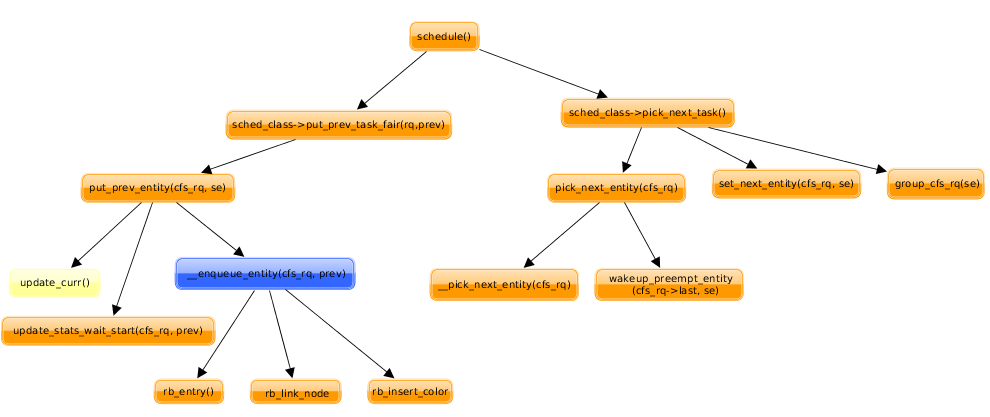 schedule()
sched_class->put_prev_task_fair(rq,prev)
sched_class->pick_next_task()
put_prev_entity(cfs_rq, se)
pick_next_entity(cfs_rq)
set_next_entity(cfs_rq, se)
group_cfs_rq(se)
update_curr()
__enqueue_entity(cfs_rq, prev)
__pick_next_entity(cfs_rq)
wakeup_preempt_entity
(cfs_rq->last, se)
update_stats_wait_start(cfs_rq, prev)
rb_entry()
rb_link_node
rb_insert_color